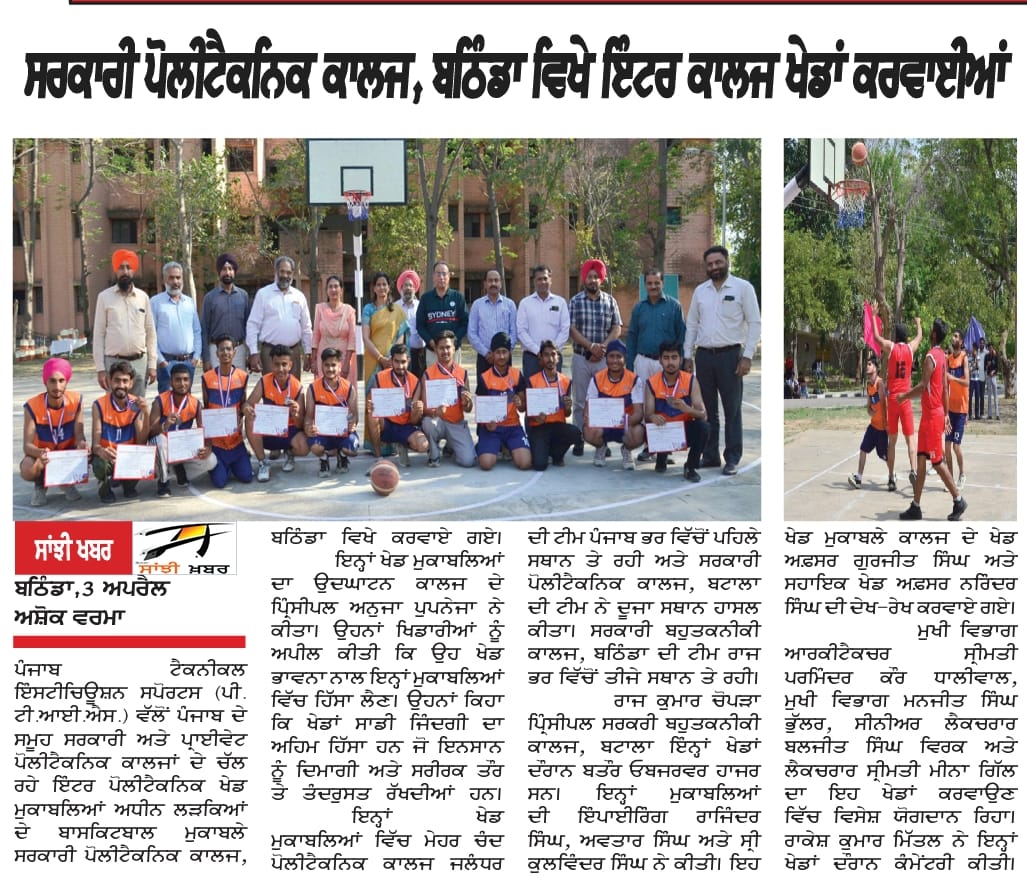 ਸਰਕਾਰੀ ਪੋਲੀਟੈਕਨਿਕ ਕਾਲਜ, ਬਠਿੰਡਾ ਵਿਖੇ ਇੰਟਰ ਕਾਲਜ ਖੇਡਾਂ ਕਰਵਾਈਆਂ
SYDNEY
ਸਾਂਝੀ ਖਬਰ
ਸਾਂਝੀ ਖ਼ਬਰ
ਬਠਿੰਡਾ,3 ਅਪਰੈਲ
ਅਸ਼ੋਕ ਵਰਮਾ
ਪੰਜਾਬ ਟੈਕਨੀਕਲ
ਇੰਸਟੀਚਿਊਸ਼ਨ ਸਪੋਰਟਸ (ਪੀ.
ਟੀ.ਆਈ.ਐਸ.) ਵੱਲੋਂ ਪੰਜਾਬ ਦੇ
ਸਮੂਹ ਸਰਕਾਰੀ ਅਤੇ ਪ੍ਰਾਈਵੇਟ
ਪੋਲੀਟੈਕਨਿਕ ਕਾਲਜਾਂ ਦੇ ਚੱਲ
ਰਹੇ ਇੰਟਰ ਪੋਲੀਟੈਕਨਿਕ ਖੇਡ
ਮੁਕਾਬਲਿਆਂ ਅਧੀਨ ਲੜਕਿਆਂ
ਦੇ ਬਾਸਕਿਟਬਾਲ ਮੁਕਾਬਲੇ
ਸਰਕਾਰੀ ਪੋਲੀਟੈਕਨਿਕ ਕਾਲਜ,
ਬਠਿੰਡਾ ਵਿਖੇ ਕਰਵਾਏ ਗਏ।
ਇਨ੍ਹਾਂ ਖੇਡ ਮੁਕਾਬਲਿਆਂ
ਦਾ ਉਦਘਾਟਨ ਕਾਲਜ ਦੇ
ਪ੍ਰਿੰਸੀਪਲ ਅਨੁਜਾ ਪੁਪਨੇਜਾ ਨੇ
ਕੀਤਾ। ਉਹਨਾਂ ਖਿਡਾਰੀਆਂ ਨੂੰ
ਅਪੀਲ ਕੀਤੀ ਕਿ ਉਹ ਖੇਡ
ਭਾਵਨਾ ਨਾਲ ਇਨ੍ਹਾਂ ਮੁਕਾਬਲਿਆਂ
ਵਿੱਚ ਹਿੱਸਾ ਲੈਣ। ਉਹਨਾਂ ਕਿਹਾ
ਕਿ ਖੇਡਾਂ ਸਾਡੀ ਜ਼ਿੰਦਗੀ ਦਾ
ਅਹਿਮ ਹਿੱਸਾ ਹਨ ਜੋ ਇਨਸਾਨ
ਨੂੰ ਦਿਮਾਗੀ ਅਤੇ ਸਰੀਰਕ ਤੌਰ
ਤੇ ਤੰਦਰੁਸਤ ਰੱਖਦੀਆਂ ਹਨ।
ਇਨ੍ਹਾਂ ਖੇਡ
ਮੁਕਾਬਲਿਆਂ ਵਿੱਚ ਮੇਹਰ ਚੰਦ
ਪੋਲੀਟੈਕਨਿਕ ਕਾਲਜ ਜਲੰਧਰ
ਦੀ ਟੀਮ ਪੰਜਾਬ ਭਰ ਵਿੱਚੋਂ ਪਹਿਲੇ
ਸਥਾਨ ਤੇ ਰਹੀ ਅਤੇ ਸਰਕਾਰੀ
ਪੋਲੀਟੈਕਨਿਕ ਕਾਲਜ, ਬਟਾਲਾ
ਦੀ ਟੀਮ ਨੇ ਦੂਜਾ ਸਥਾਨ ਹਾਸਲ
ਕੀਤਾ। ਸਰਕਾਰੀ ਬਹੁਤਕਨੀਕੀ
ਕਾਲਜ, ਬਠਿੰਡਾ ਦੀ ਟੀਮ ਰਾਜ
ਭਰ ਵਿੱਚੋਂ ਤੀਜੇ ਸਥਾਨ ਤੇ ਰਹੀ।
ਰਾਜ ਕੁਮਾਰ ਚੋਪੜਾ
ਪ੍ਰਿੰਸੀਪਲ ਸਰਕਰੀ ਬਹੁਤਕਨੀਕੀ
ਕਾਲਜ, ਬਟਾਲਾ ਇੰਨ੍ਹਾਂ ਖੇਡਾਂ
ਦੌਰਾਨ ਬਤੌਰ ਓਬਜਰਵਰ ਹਾਜਰ
ਸਨ। ਇਨ੍ਹਾਂ ਮੁਕਾਬਲਿਆਂ
ਦੀ ਇੰਪਾਈਰਿੰਗ ਰਾਜਿੰਦਰ
ਸਿੰਘ, ਅਵਤਾਰ ਸਿੰਘ ਅਤੇ ਸ੍ਰੀ
ਕੁਲਵਿੰਦਰ ਸਿੰਘ ਨੇ ਕੀਤੀ। ਇਹ
ਖੇਡ ਮੁਕਾਬਲੇ ਕਾਲਜ ਦੇ ਖੇਡ
ਅਫ਼ਸਰ ਗੁਰਜੀਤ ਸਿੰਘ ਅਤੇ
ਸਹਾਇਕ ਖੇਡ ਅਫ਼ਸਰ ਨਰਿੰਦਰ
ਸਿੰਘ ਦੀ ਦੇਖ-ਰੇਖ ਕਰਵਾਏ ਗਏ।
ਮੁਖੀ ਵਿਭਾਗ
ਆਰਕੀਟੈਕਚਰ ਸ੍ਰੀਮਤੀ
ਪਰਮਿੰਦਰ ਕੌਰ ਧਾਲੀਵਾਲ,
ਮੁਖੀ ਵਿਭਾਗ ਮਨਜੀਤ ਸਿੰਘ
ਭੁੱਲਰ, ਸੀਨੀਅਰ ਲੈਕਚਰਾਰ
ਬਲਜੀਤ ਸਿੰਘ ਵਿਰਕ ਅਤੇ
ਲੈਕਚਰਾਰ ਸ੍ਰੀਮਤੀ ਮੀਨਾ ਗਿੱਲ
ਦਾ ਇਹ ਖੇਡਾਂ ਕਰਵਾਉਣ
ਵਿੱਚ ਵਿਸ਼ੇਸ਼ ਯੋਗਦਾਨ ਰਿਹਾ।
ਰਾਕੇਸ਼ ਕੁਮਾਰ ਮਿੱਤਲ ਨੇ ਇਨ੍ਹਾਂ
ਖੇਡਾਂ ਦੌਰਾਨ ਕੰਮੇਂਟਰੀ ਕੀਤੀ।